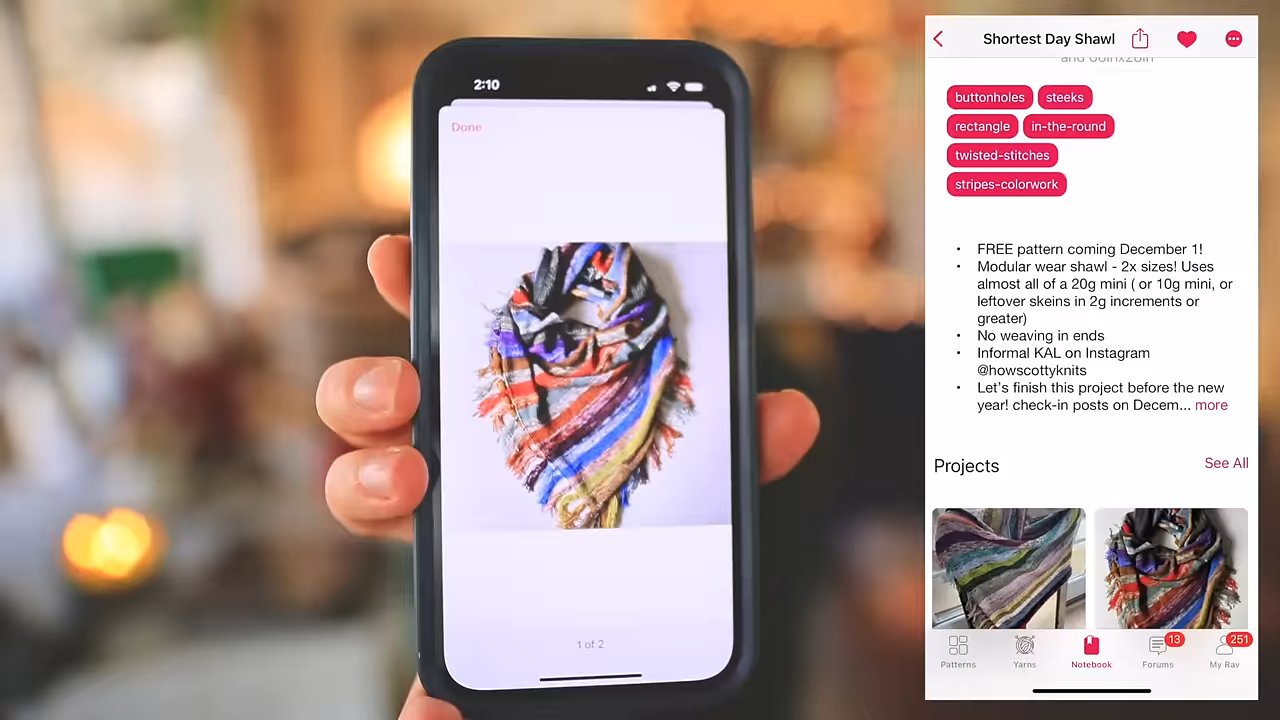 2:10
Done
1 of 2
Shortest Day Shawl
buttonholes
steeks
rectangle
in-the-round
twisted-stitches
stripes-colorwork
• FREE pattern coming December 1!
• Modular wear shawl - 2x sizes! Uses
almost all of a 20g mini ( or 10g mini, or
leftover skeins in 2g increments or
greater)
• No weaving in ends
• Informal KAL on Instagram
@howscottyknits
• Let's finish this project before the new
year! check-in posts on Decem... more
Projects
See All
13
251
Patterns
Yarns
Notebook
Forums
My Rav